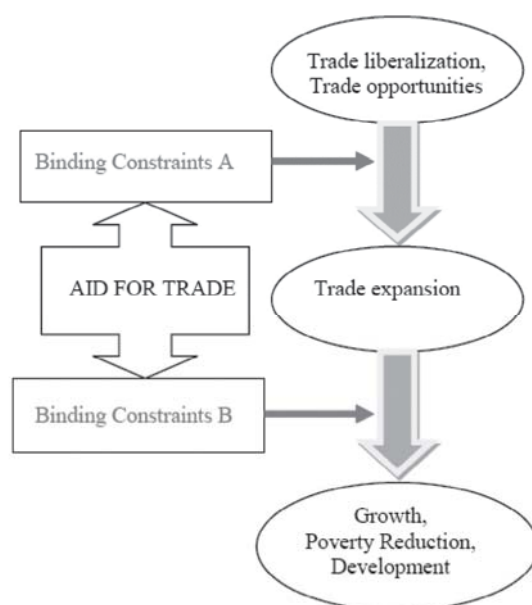 Trade liberalization,
Trade opportunities
Binding Constraints A
AID FOR TRADE
Trade expansion
Binding Constraints B
Growth,
Poverty Reduction,
Development